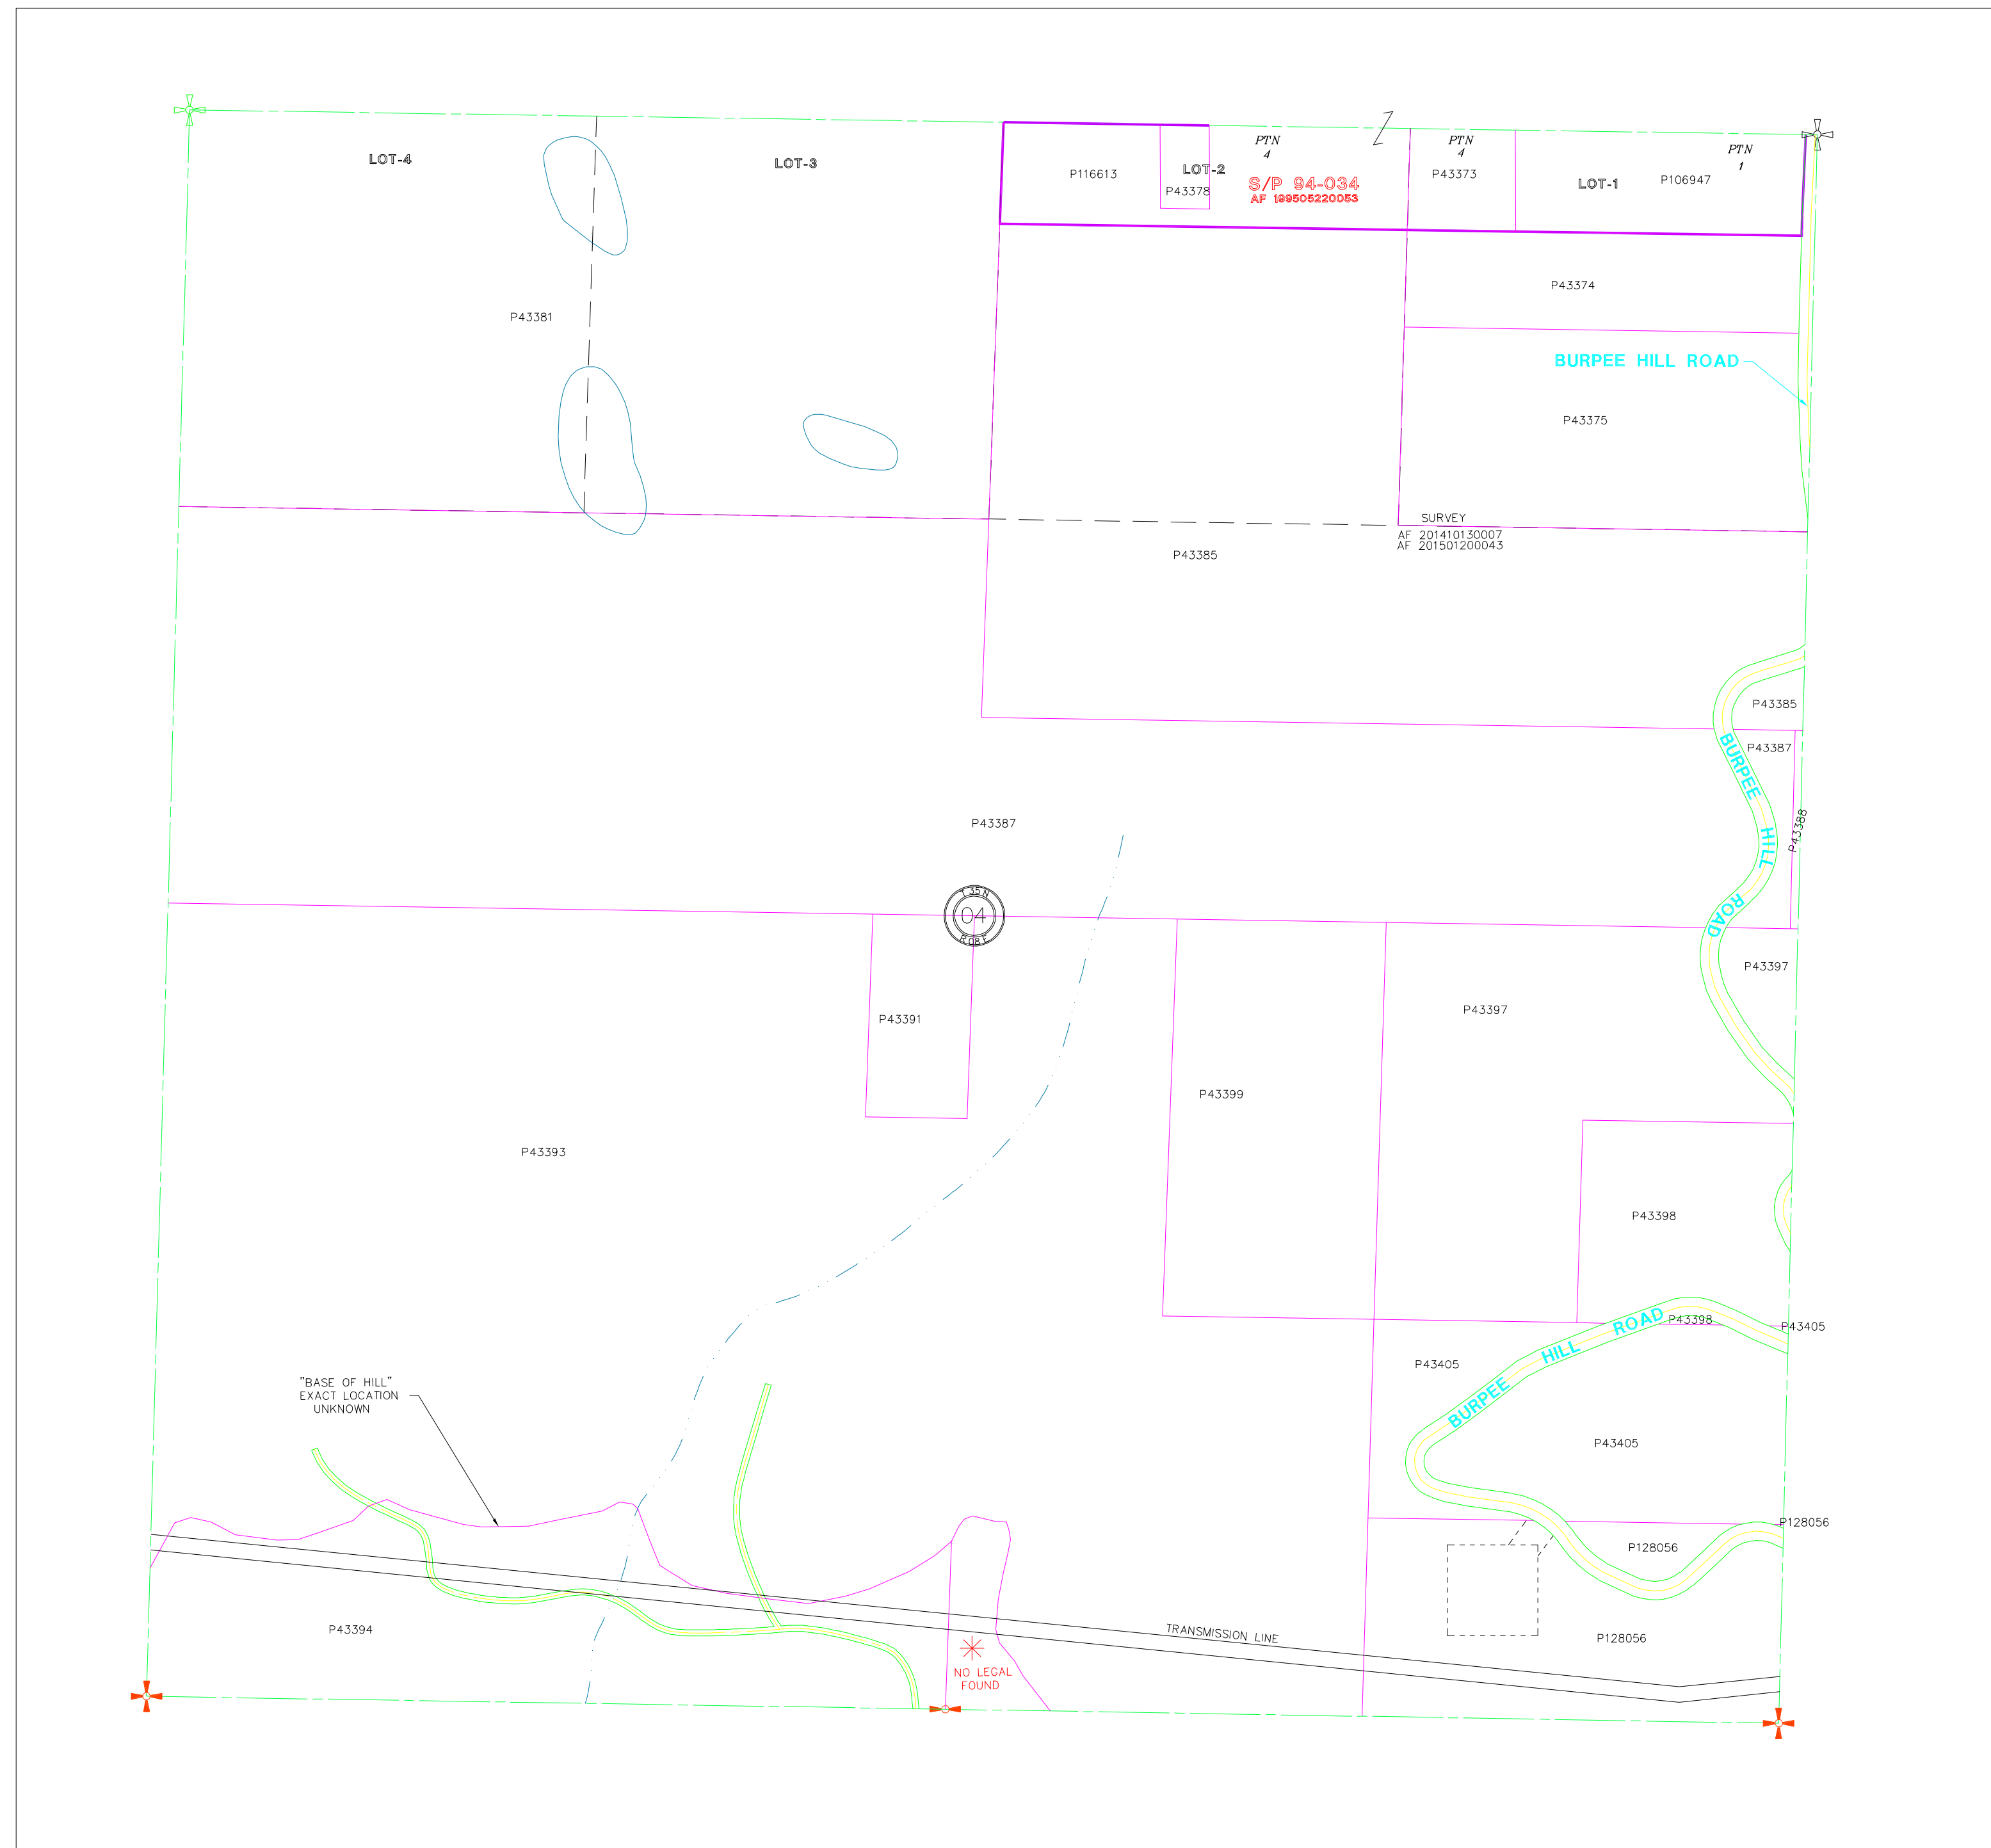 LOT-4
LOT-3
PTN
4
PTN
4
PTN
1
P116613
LOT-2
P43378
S/P 94-034
AF 199505220053
P43373
LOT-1
P106947
P43374
P43381
BURPEE HILL ROAD
P43375
SURVEY
AF 201410130007
AF 201501200043
P43385
P43385
BURPEE HILL ROAD
P43387
P43387
P43388
T 35 N
04
R 08 E
P43397
P43391
P43397
P43399
P43393
P43398
BURPEE HILL ROAD
P43398
P43405
P43405
"BASE OF HILL"
EXACT LOCATION
UNKNOWN
P43405
P128056
P128056
P43394
TRANSMISSION LINE
P128056
NO LEGAL
FOUND